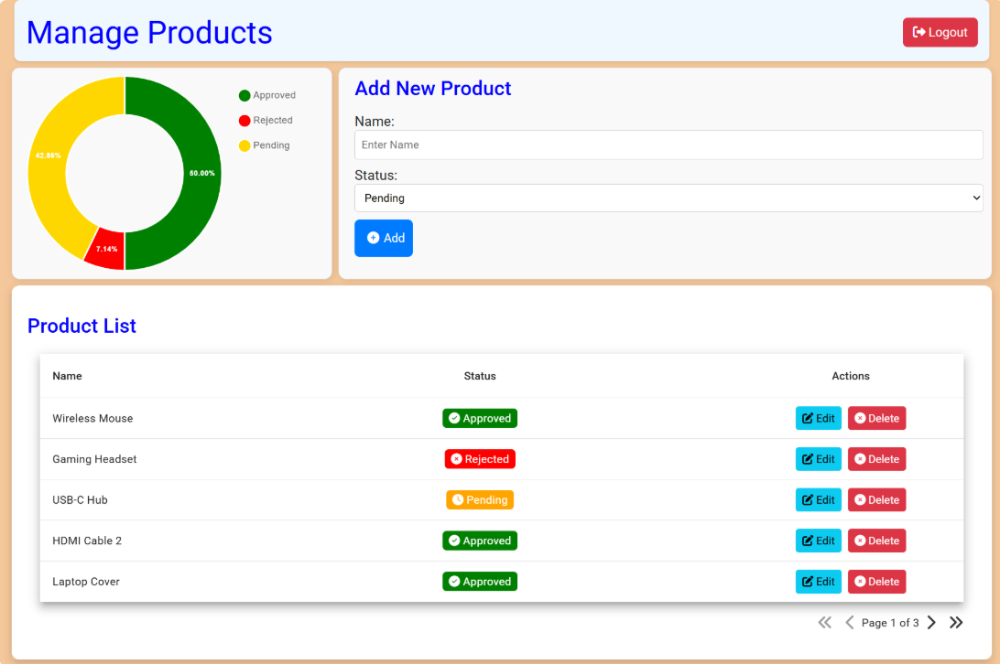 Manage Products
Logout
Approved
Rejected
Pending
42.86%
50.00%
7.14%
Add New Product
Name:
Enter Name
Status:
Pending
Add
Product List
Name Status Actions
Wireless Mouse Approved Edit Delete
Gaming Headset Rejected Edit Delete
USB-C Hub Pending Edit Delete
HDMI Cable 2 Approved Edit Delete
Laptop Cover Approved Edit Delete
Page 1 of 3